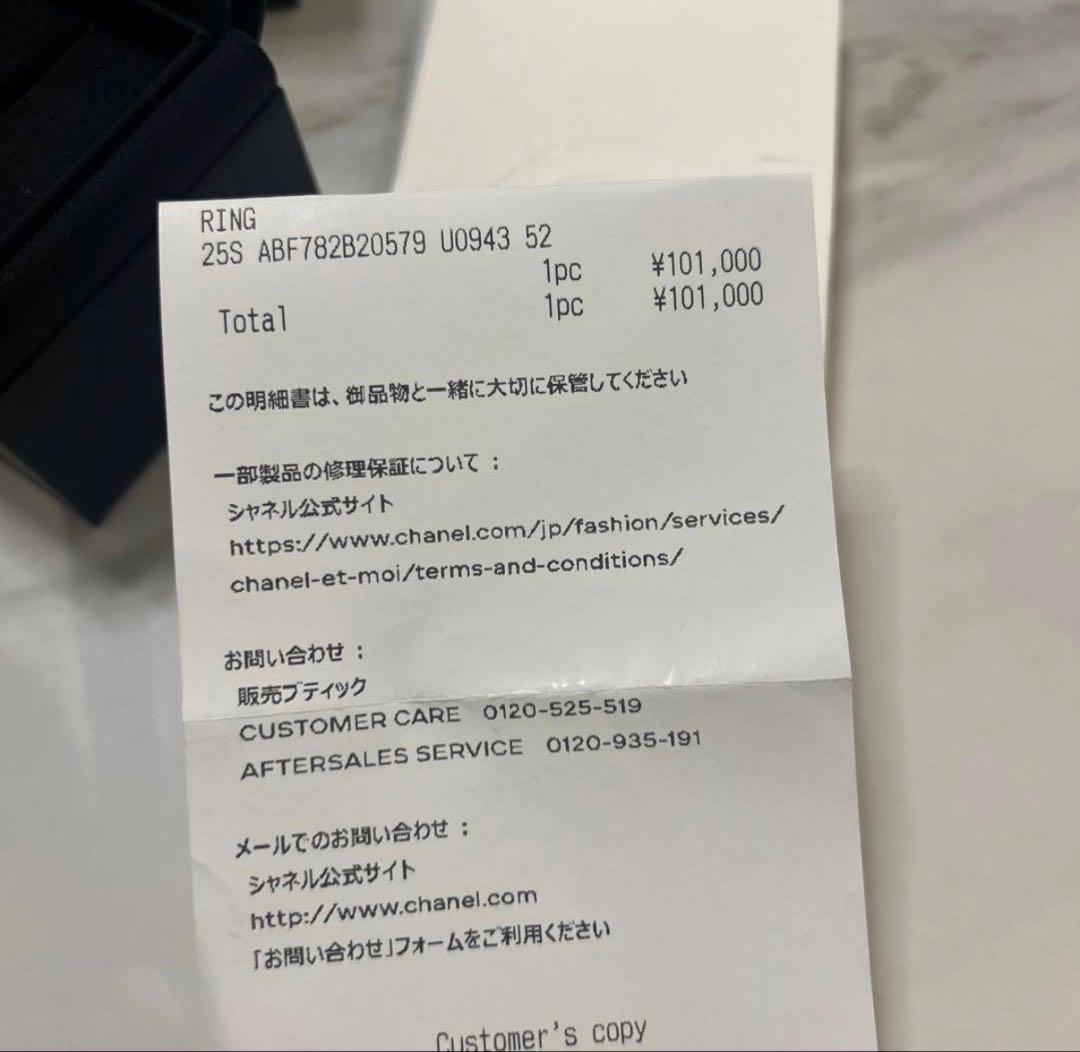 RING
25S ABF782B20579 U0943 52
1pc ¥101,000
Total 1pc ¥101,000
この明細書は、御品物と一緒に大切に保管してください
一部製品の修理保証について：
シャネル公式サイト
https://www.chanel.com/jp/fashion/services/
chanel-et-moi/terms-and-conditions/
お問い合わせ：
販売ブティック
CUSTOMER CARE 0120-525-519
AFTERSALES SERVICE 0120-935-191
メールでのお問い合わせ：
シャネル公式サイト
http://www.chanel.com
「お問い合わせ」フォームをご利用ください
Customer's copy